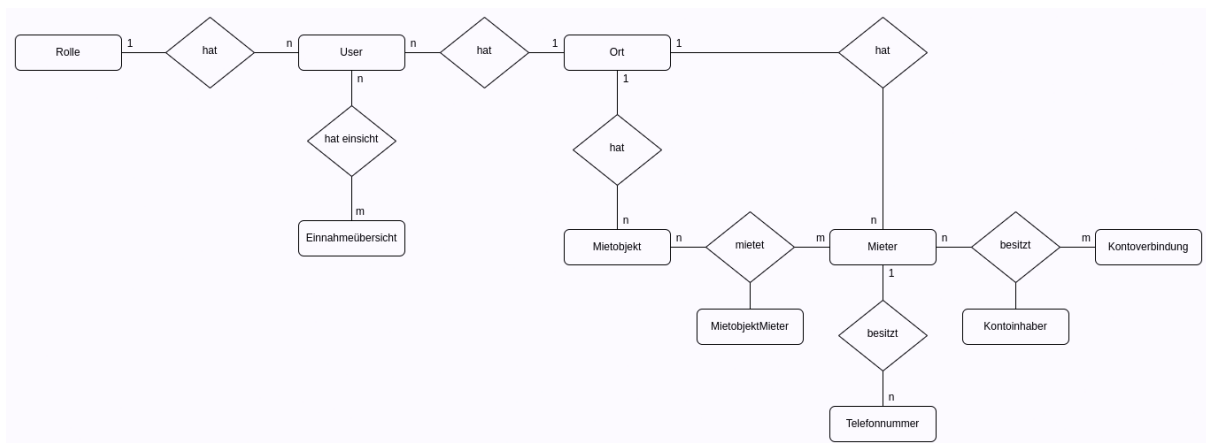 Rolle
1
hat
n
User
n
hat
1
Ort
1
hat
n
hat einsicht
m
Einnahmeübersicht
1
hat
n
Mietobjekt
n
mietet
m
MietobjektMieter
n
Mieter
n
besitzt
m
Kontoverbindung
Kontoinhaber
1
besitzt
n
Telefonnummer